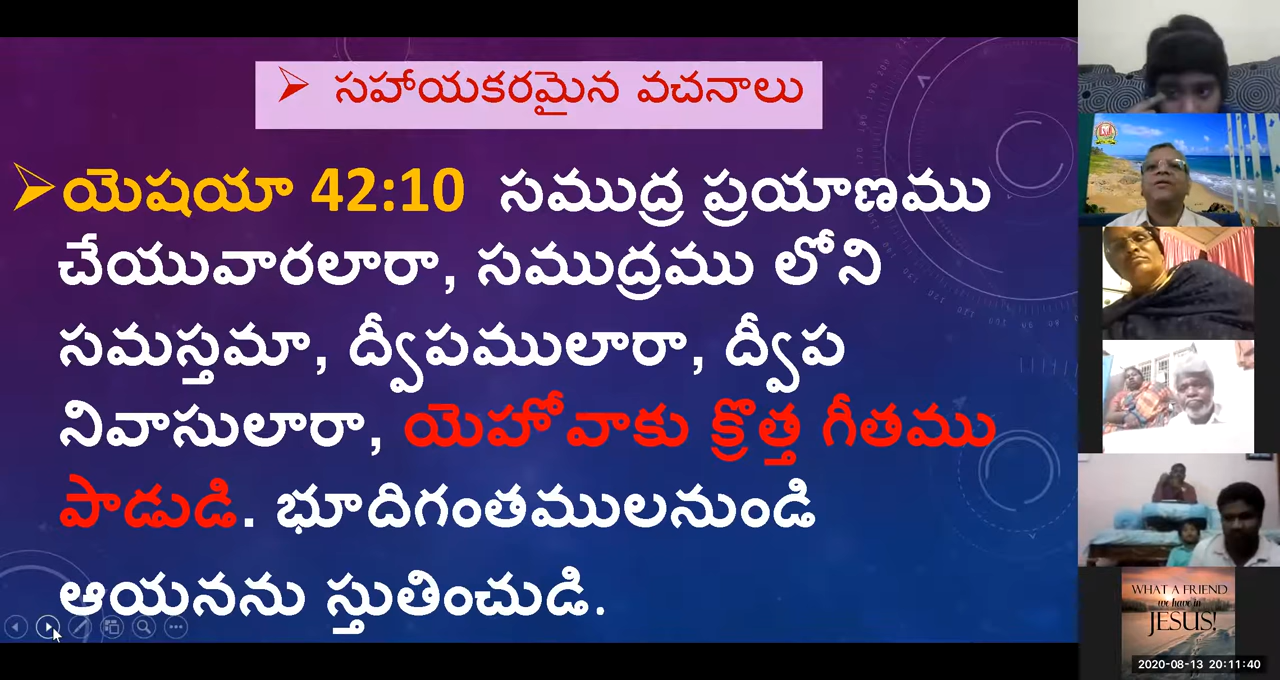 సహాయకరమైన వచనాలు
యెషయా 42:10 సముద్ర ప్రయాణము
చేయువారలారా, సముద్రము లోని
సమస్తమా, ద్వీపములారా, ద్వీప
నివాసులారా, యెహోవాకు క్రొత్త గీతము
పాడుడి. భూదిగంతములనుండి
ఆయనను స్తుతించుడి.
WHAT A FRIEND
we have in
JESUS!
2020-08-13 20:11:40